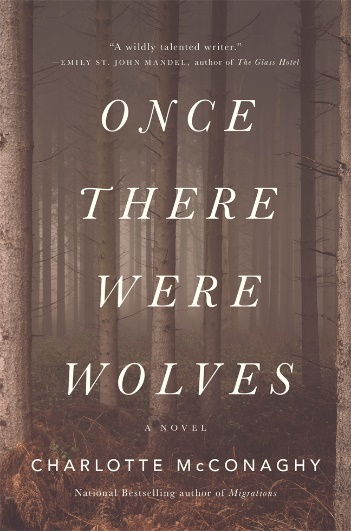 “A wildly talented writer.”
—EMILY ST. JOHN MANDEL, author of The Glass Hotel
ONCE
THERE
WERE
WOLVES
A NOVEL
CHARLOTTE McCONAGHY
National Bestselling author of Migrations